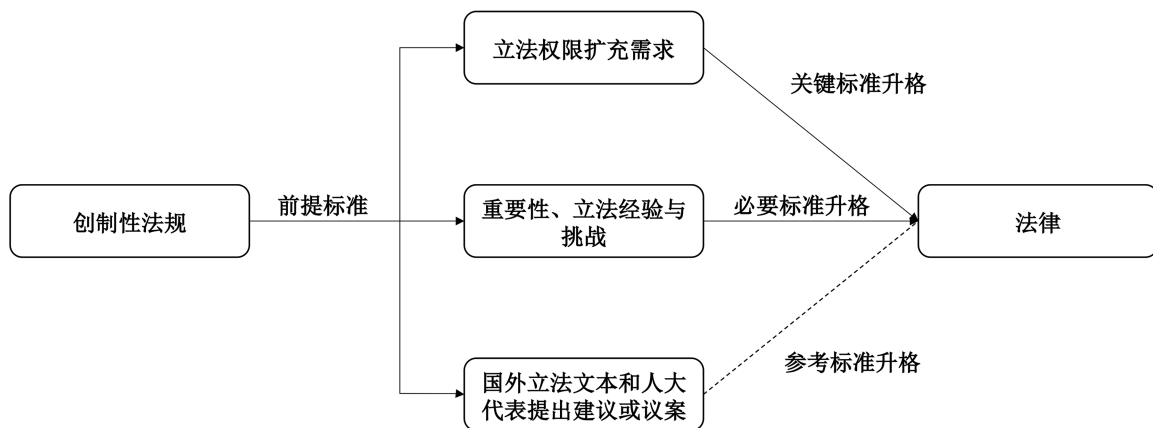 立法权限扩充需求
关键标准升格
创制性法规
前提标准
重要性、立法经验与
挑战
必要标准升格
法律
国外立法文本和人大
代表提出建议或议案
参考标准升格